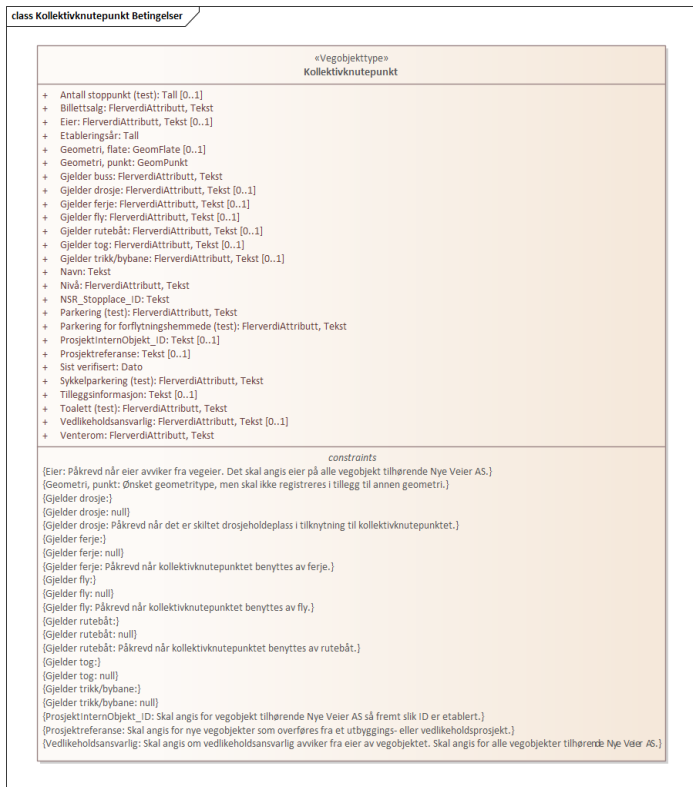 class Kollektivknutepunkt Betingelser
«Vegobjekttype»
Kollektivknutepunkt
+ Antall stoppunkt (test): Tall [0..1]
+ Billettsalg: FlerverdiAttributt, Tekst
+ Eier: FlerverdiAttributt, Tekst [0..1]
+ Etableringsår: Tall
+ Geometri, flate: GeomFlate [0..1]
+ Geometri, punkt: GeomPunkt
+ Gjelder buss: FlerverdiAttributt, Tekst
+ Gjelder drosje: FlerverdiAttributt, Tekst [0..1]
+ Gjelder ferje: FlerverdiAttributt, Tekst [0..1]
+ Gjelder fly: FlerverdiAttributt, Tekst [0..1]
+ Gjelder rutebåt: FlerverdiAttributt, Tekst [0..1]
+ Gjelder tog: FlerverdiAttributt, Tekst [0..1]
+ Gjelder trikk/bybane: FlerverdiAttributt, Tekst [0..1]
+ Navn: Tekst
+ Nivå: FlerverdiAttributt, Tekst
+ NSR_Stopplace_ID: Tekst
+ Parkering (test): FlerverdiAttributt, Tekst
+ Parkering for forflytningshemmede (test): FlerverdiAttributt, Tekst
+ ProsjektInternObjekt_ID: Tekst [0..1]
+ Prosjektreferanse: Tekst [0..1]
+ Sist verifisert: Dato
+ Sykkelparkering (test): FlerverdiAttributt, Tekst
+ Tilleggsinformasjon: Tekst [0..1]
+ Toalett (test): FlerverdiAttributt, Tekst
+ Vedlikeholdsansvarlig: FlerverdiAttributt, Tekst [0..1]
+ Venterom: FlerverdiAttributt, Tekst
constraints
{Eier: Påkrevd når eier avviker fra vegeier. Det skal angis eier på alle vegobjekt tilhørende Nye Veier AS.}
{Geometri, punkt: Ønsket geometritype, men skal ikke registreres i tillegg til annen geometri.}
{Gjelder drosje:}
{Gjelder drosje: null}
{Gjelder drosje: Påkrevd når det er skiltet drosjeholdeplass i tilknytning til kollektivknutepunktet.}
{Gjelder ferje:}
{Gjelder ferje: null}
{Gjelder ferje: Påkrevd når kollektivknutepunktet benyttes av ferje.}
{Gjelder fly:}
{Gjelder fly: null}
{Gjelder fly: Påkrevd når kollektivknutepunktet benyttes av fly.}
{Gjelder rutebåt:}
{Gjelder rutebåt: null}
{Gjelder rutebåt: Påkrevd når kollektivknutepunktet benyttes av rutebåt.}
{Gjelder tog:}
{Gjelder tog: null}
{Gjelder trikk/bybane:}
{Gjelder trikk/bybane: null}
{ProsjektInternObjekt_ID: Skal angis for vegobjekt tilhørende Nye Veier AS så fremt slik ID er etablert.}
{Prosjektreferanse: Skal angis for nye vegobjekter som overføres fra et utbyggings- eller vedlikeholdsprosjekt.}
{Vedlikeholdsansvarlig: Skal angis om vedlikeholdsansvarlig avviker fra eier av vegobjektet. Skal angis for alle vegobjekter tilhørende Nye Veier AS.}